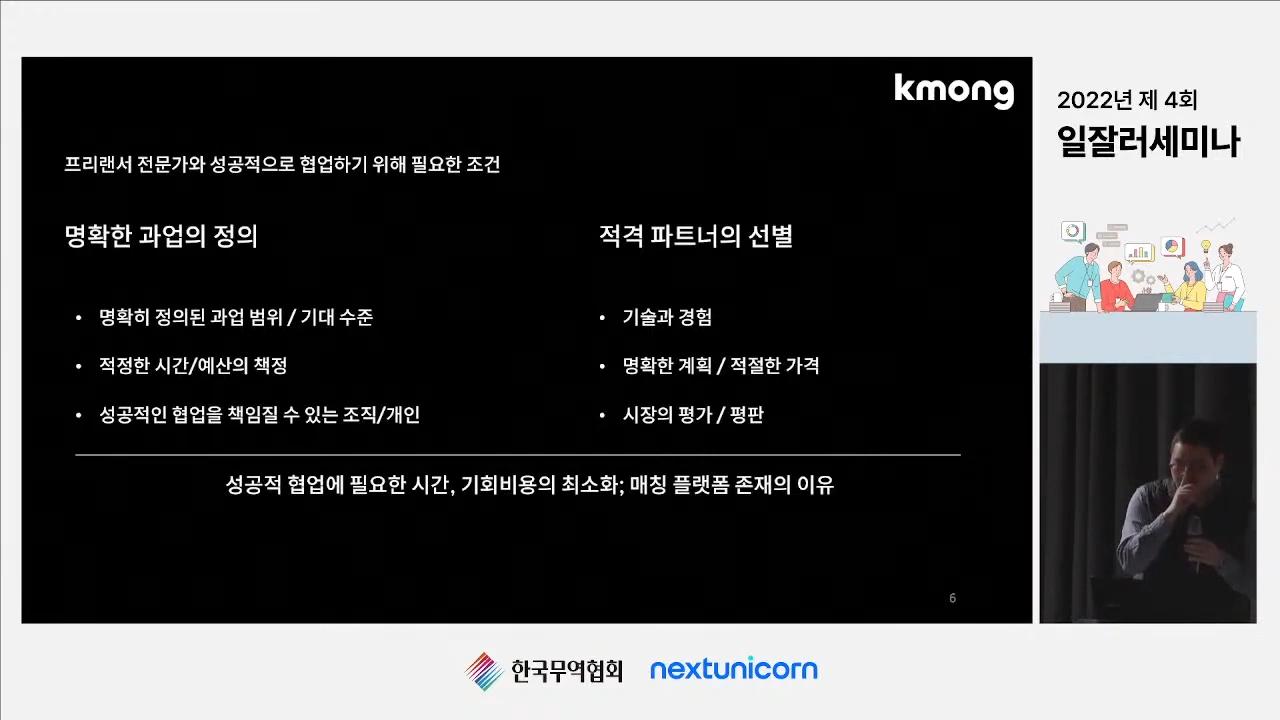 kmong
2022년 제 4회
일잘러세미나
프리랜서 전문가와 성공적으로 협업하기 위해 필요한 조건
명확한 과업의 정의
• 명확히 정의된 과업 범위 / 기대 수준
• 적정한 시간/예산의 책정
• 성공적인 협업을 책임질 수 있는 조직/개인
적격 파트너의 선별
• 기술과 경험
• 명확한 계획 / 적절한 가격
• 시장의 평가 / 평판
성공적 협업에 필요한 시간, 기회비용의 최소화; 매칭 플랫폼 존재의 이유
6
한국무역협회
nextunicorn